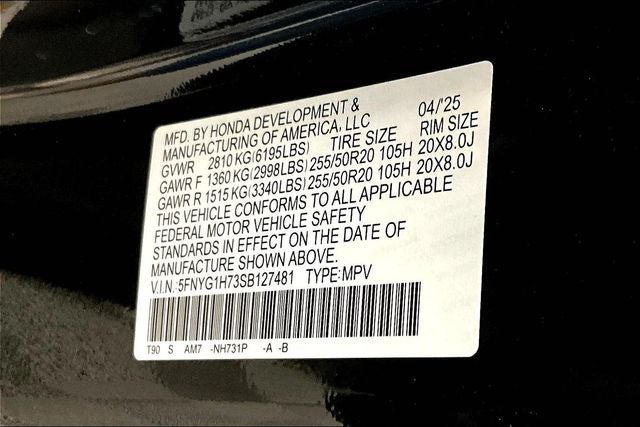 MFD. BY HONDA DEVELOPMENT & 04/'25
MANUFACTURING OF AMERICA, LLC
GVWR 2810 KG(6195LBS) TIRE SIZE RIM SIZE
GAWR F 1360 KG(2998LBS) 255/50R20 105H 20X8.0J
GAWR R 1515 KG(3340LBS) 255/50R20 105H 20X8.0J
THIS VEHICLE CONFORMS TO ALL APPLICABLE
FEDERAL MOTOR VEHICLE SAFETY
STANDARDS IN EFFECT ON THE DATE OF
MANUFACTURE SHOWN ABOVE.
V.I.N.:5FNYG1H73SB127481 TYPE:MPV
T90 S AM7 -NH731P -A -B